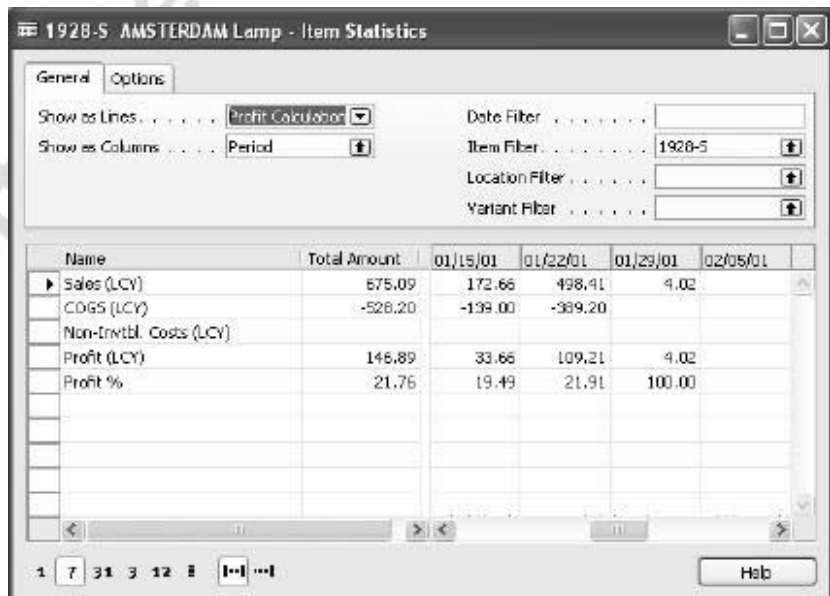 1928-S AMSTERDAM Lamp - Item Statistics
General Options
Show as Lines. . . . . . Profit Calculation
Date Filter . . . . . . .
Show as Columns . . . . Period
Item Filter. . . . . . . . 1928-S
Location Filter . . . . .
Variant Filter . . . . . .
Name Total Amount 01/15/01 01/22/01 01/29/01 02/05/01
Sales (LCY) 675.09 172.66 498.41 4.02
COGS (LCY) -528.20 -139.00 -389.20
Non-Invtbl. Costs (LCY)
Profit (LCY) 146.89 33.66 109.21 4.02
Profit % 21.76 19.49 21.91 100.00
1 7 31 3 12
Help